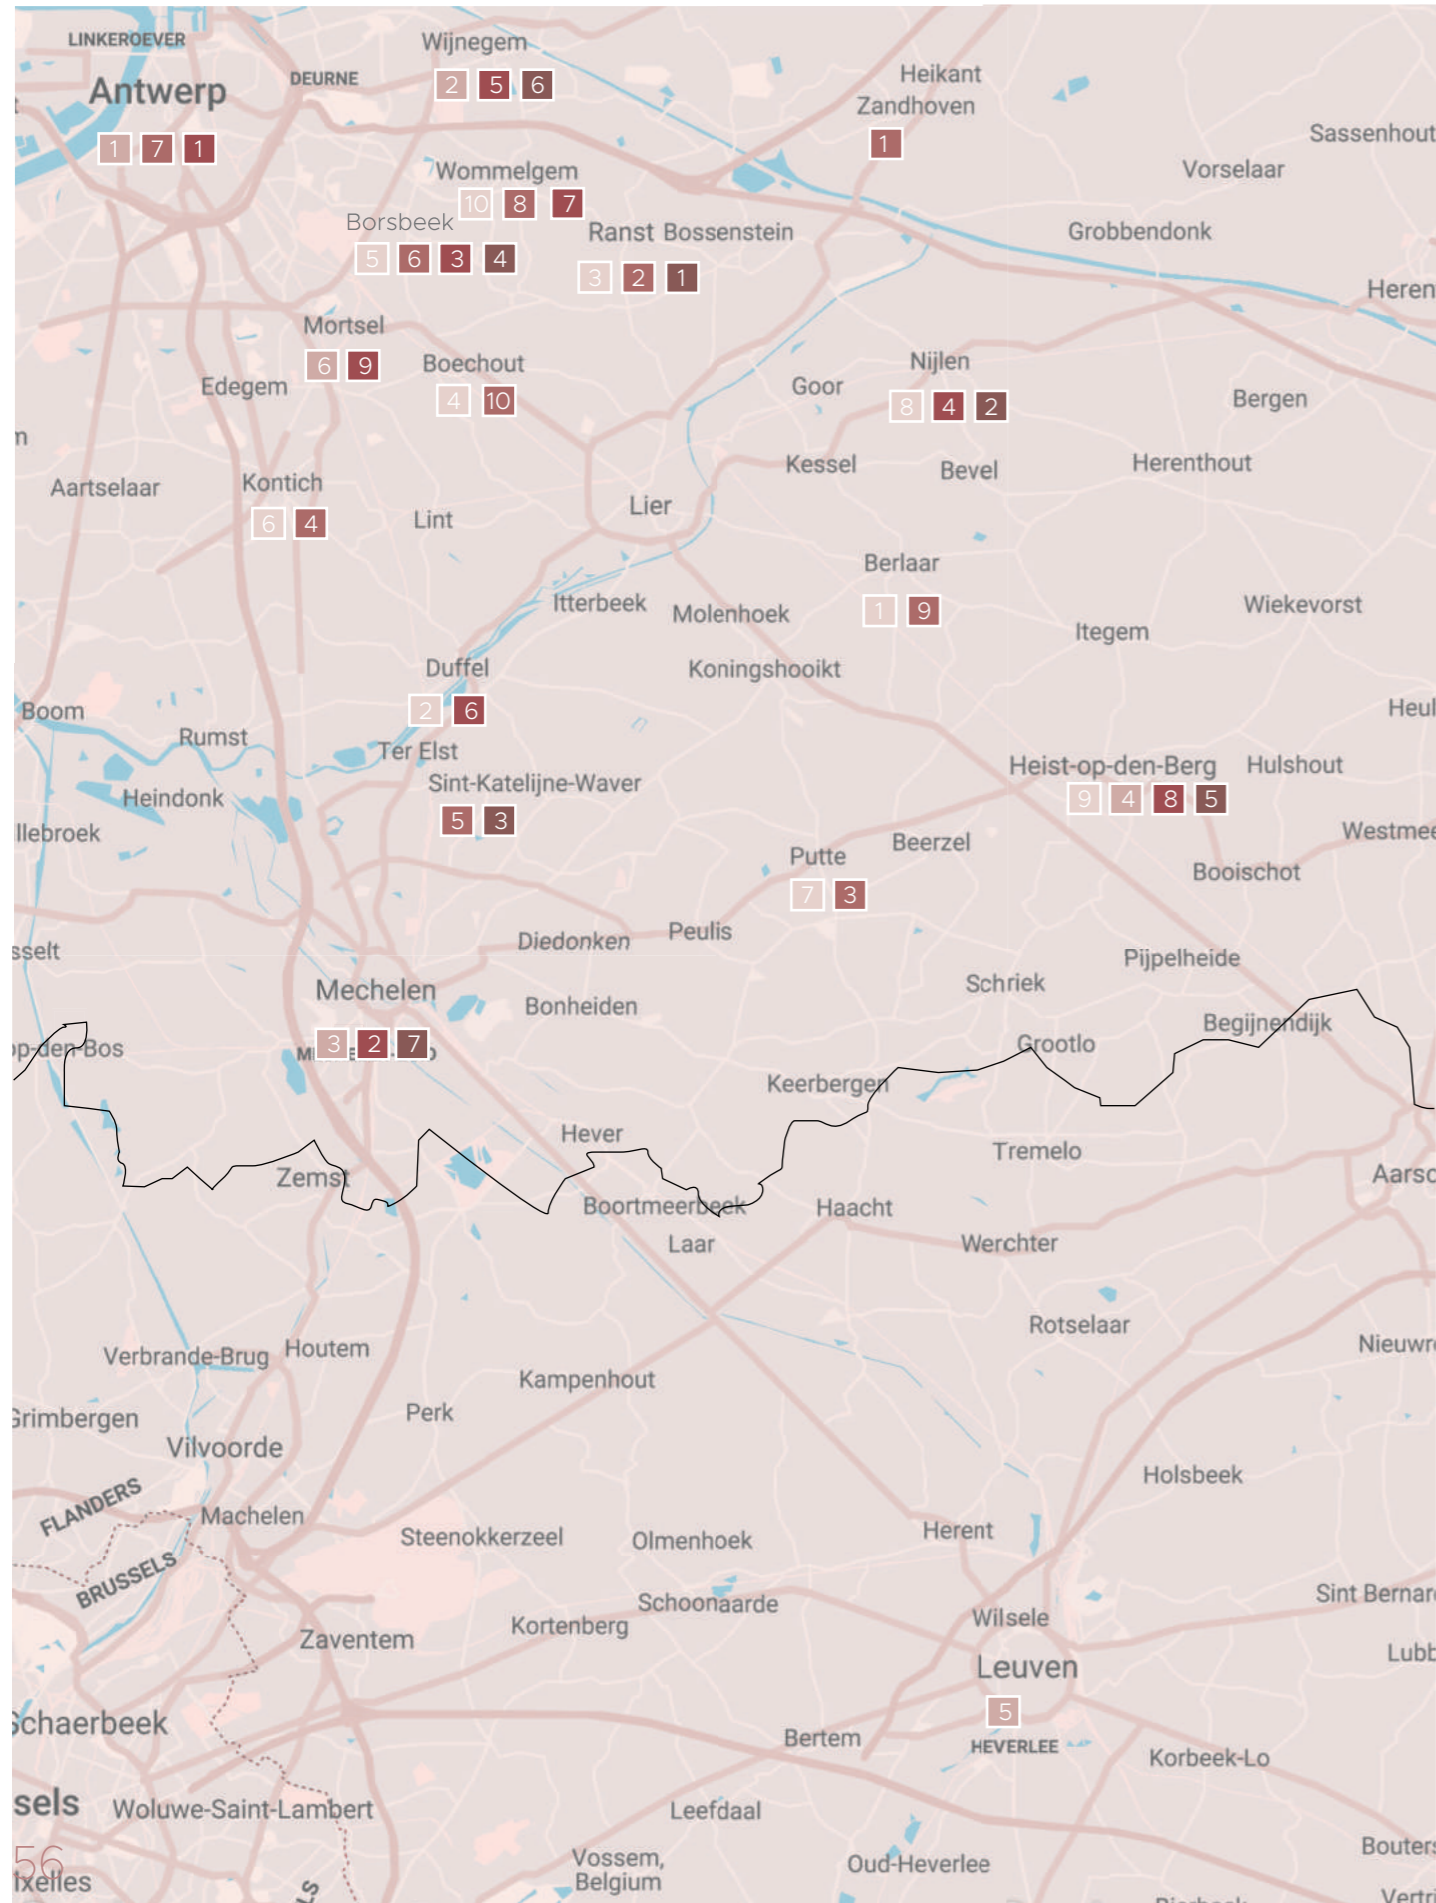 LINKEROEVER
Wijnegem
Antwerp
DEURNE
2 5 6
Heikant
Zandhoven
1 7 1
1
Sassenhout
Wommelgem
Vorselaar
10 8 7
Borsbeek
Ranst Bossenstein
Grobbendonk
5 6 3 4
3 2 1
Heren
Mortsel
6 9
Boechout
Nijlen
Edegem
4 10
Goor
8 4 2
Bergen
m
Kessel
Bevel
Herenthout
Aartselaar
Kontich
Lier
6 4
Lint
Berlaar
Itterbeek
Molenhoek
1 9
Wiekevorst
Itegem
Duffel
Koningshooikt
2 6
Boom
Heul
Rumst
Ter Elst
Sint-Katelijne-Waver
Heist-op-den-Berg
Hulshout
Heindonk
9 4 8 5
5 3
llebroek
Westmee
Putte
Beerzel
Booischot
7 3
Diedonken
Peulis
sselt
Pijpelheide
Mechelen
Schriek
Bonheiden
Begijnendijk
op-den-Bos
3 2 7
Grootlo
Keerbergen
Hever
Tremelo
Zemst
Aarsc
Boortmeerbeek
Haacht
Laar
Werchter
Rotselaar
Nieuwr
Verbrande-Brug
Houtem
Kampenhout
Grimbergen
Perk
Vilvoorde
Holsbeek
FLANDERS
Machelen
Steenokkerzeel
Olmenhoek
Herent
BRUSSELS
Schoonaarde
Sint Bernar
Wilsele
Kortenberg
Zaventem
Lubb
Leuven
5
Schaerbeek
Bertem
HEVERLEE
Korbeek-Lo
sels
Woluwe-Saint-Lambert
Leefdaal
Bouters
56
Ixelles
Vossem,
Belgium
Oud-Heverlee